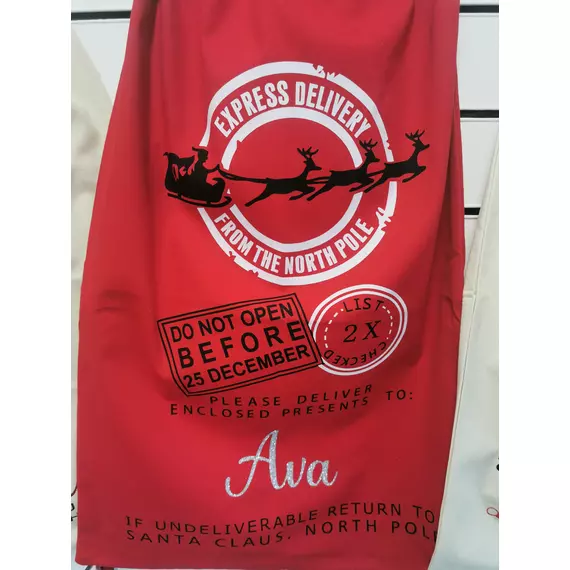 EXPRESS DELIVERY
FROM THE NORTH POLE
DO NOT OPEN
BEFORE
25 DECEMBER
LIST
2X
CHECKED
PLEASE DELIVER
ENCLOSED PRESENTS TO:
Ava
IF UNDELIVERABLE RETURN TO
SANTA CLAUS. NORTH POLE